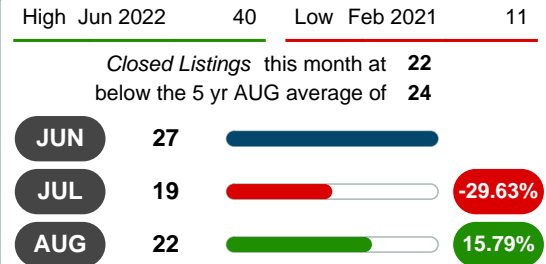 High Jun 2022 40 Low Feb 2021 11
Closed Listings this month at 22
below the 5 yr AUG average of 24
JUN 27
JUL 19 -29.63%
AUG 22 15.79%